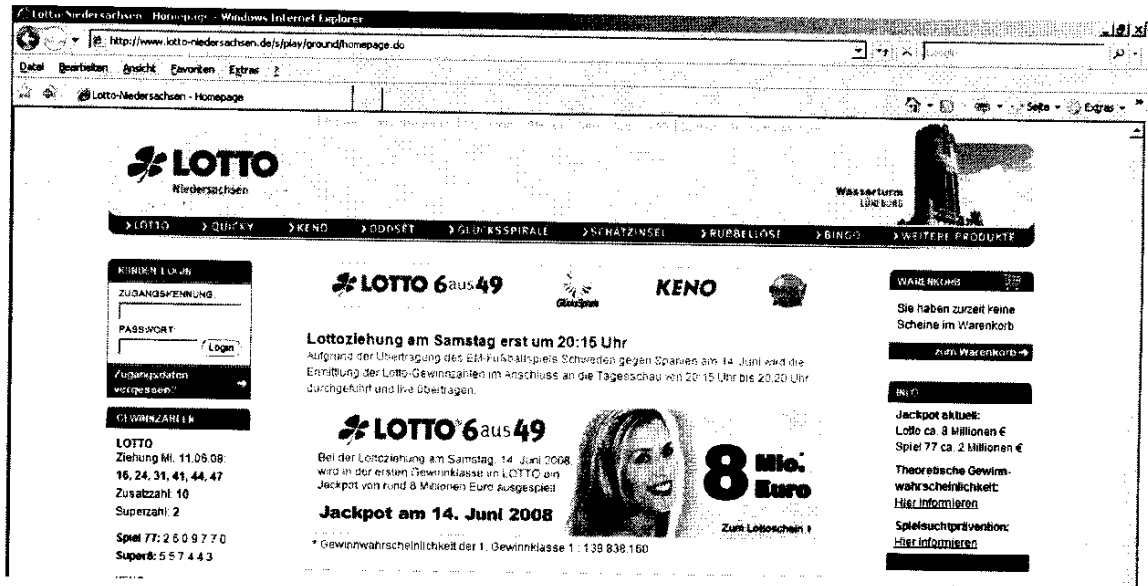 Lotto-Niedersachsen - Homepage - Windows Internet Explorer
http://www.lotto-niedersachsen.de/s/play/ground/homepage.do
Google
Datei Bearbeiten Ansicht Favoriten Extras ?
Lotto-Niedersachsen - Homepage
Seite Extras
LOTTO
Niedersachsen
Wasserturm
LÜNEBURG
LOTTO QUICKY KENO ODDSET GLÜCKSSPIRALE SCHATZINSEL RUBBELLOSE BINGO WEITERE PRODUKTE
KUNDEN LOGIN
ZUGANGSKENNUNG:
PASSWORT:
Login
Zugangsdaten
vergessen?
GEWINNZAHLEN
LOTTO
Ziehung Mi. 11.06.08:
16, 24, 31, 41, 44, 47
Zusatzzahl: 10
Superzahl: 2
Spiel 77: 2 6 0 9 7 7 0
Super6: 5 5 7 4 4 3
LOTTO 6aus49
GlücksSpirale
KENO
Lottoziehung am Samstag erst um 20:15 Uhr
Aufgrund der Übertragung des EM-Fußballspiels Schweden gegen Spanien am 14. Juni wird die
Ermittlung der Lotto-Gewinnzahlen im Anschluss an die Tagesschau von 20:15 Uhr bis 20:20 Uhr
durchgeführt und live übertragen.
LOTTO*6aus49
Bei der Lottoziehung am Samstag, 14. Juni 2008,
wird in der ersten Gewinnklasse im LOTTO ein
Jackpot von rund 8 Millionen Euro ausgespielt
Jackpot am 14. Juni 2008
8 Mio.
Euro
Zum Lottoschein
* Gewinnwahrscheinlichkeit der 1. Gewinnklasse 1 : 139.838.160
WARENKORB
Sie haben zurzeit keine
Scheine im Warenkorb
zum Warenkorb
INFO
Jackpot aktuell:
Lotto ca. 8 Millionen €
Spiel 77 ca. 2 Millionen €
Theoretische Gewinn-
wahrscheinlichkeit:
Hier informieren
Spielsuchtprävention:
Hier informieren